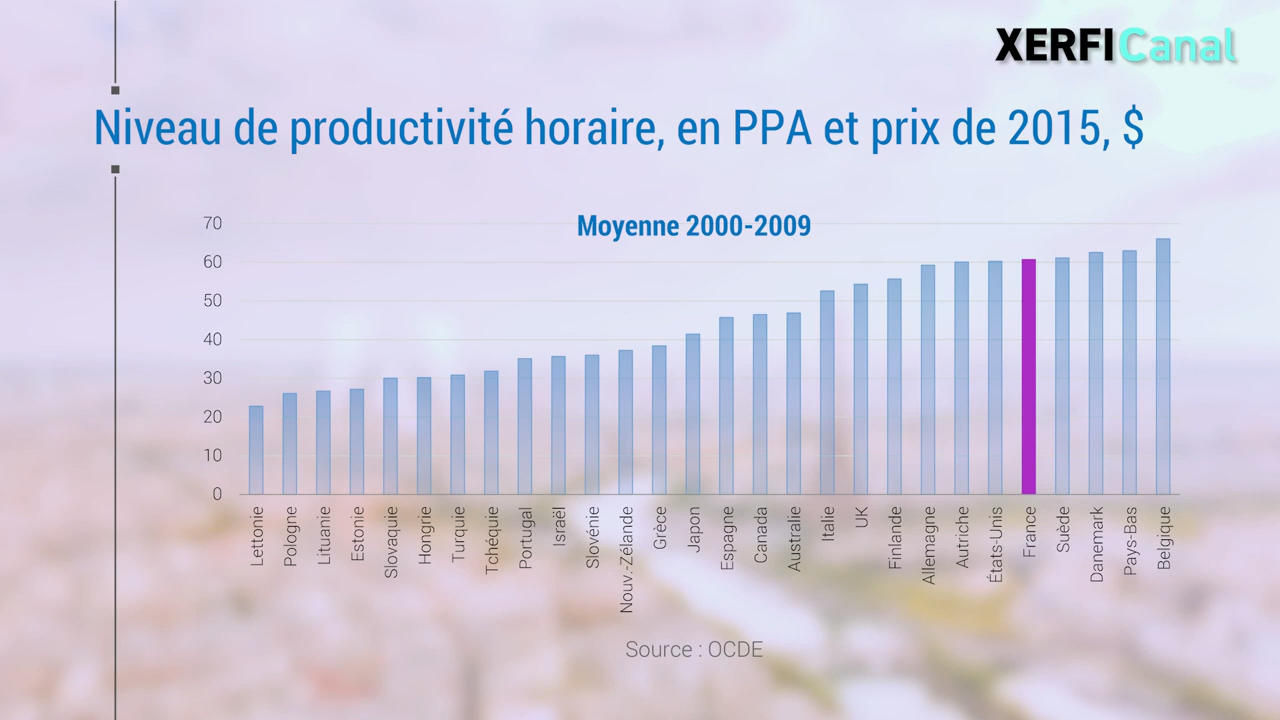 XERFI Canal
Niveau de productivité horaire, en PPA et prix de 2015, $
Moyenne 2000-2009
70
60
50
40
30
20
10
0
Lettonie
Pologne
Lituanie
Estonie
Slovaquie
Hongrie
Turquie
Tchéquie
Portugal
Israël
Slovénie
Nouv.-Zélande
Grèce
Japon
Espagne
Canada
Australie
Italie
UK
Finlande
Allemagne
Autriche
États-Unis
France
Suède
Danemark
Pays-Bas
Belgique
Source : OCDE